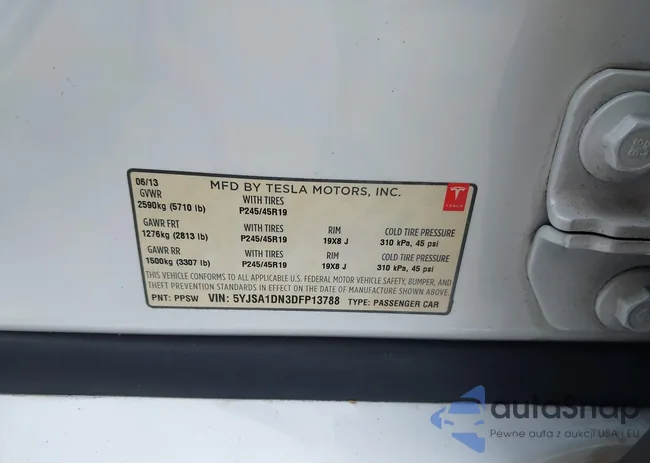 06/13 MFD BY TESLA MOTORS, INC.
GVWR WITH TIRES
2590kg (5710 lb) P245/45R19
TESLA
GAWR FRT WITH TIRES RIM COLD TIRE PRESSURE
1276kg (2813 lb) P245/45R19 19X8 J 310 kPa, 45 psi
GAWR RR WITH TIRES RIM COLD TIRE PRESSURE
1500kg (3307 lb) P245/45R19 19X8 J 310 kPa, 45 psi
THIS VEHICLE CONFORMS TO ALL APPLICABLE U.S. FEDERAL MOTOR VEHICLE SAFETY, BUMPER, AND
THEFT PREVENTION STANDARDS IN EFFECT ON THE DATE OF MANUFACTURE SHOWN ABOVE.
PNT: PPSW VIN: 5YJSA1DN3DFP13788 TYPE: PASSENGER CAR
autoSnap
Pewne auta z aukcji USA i EU